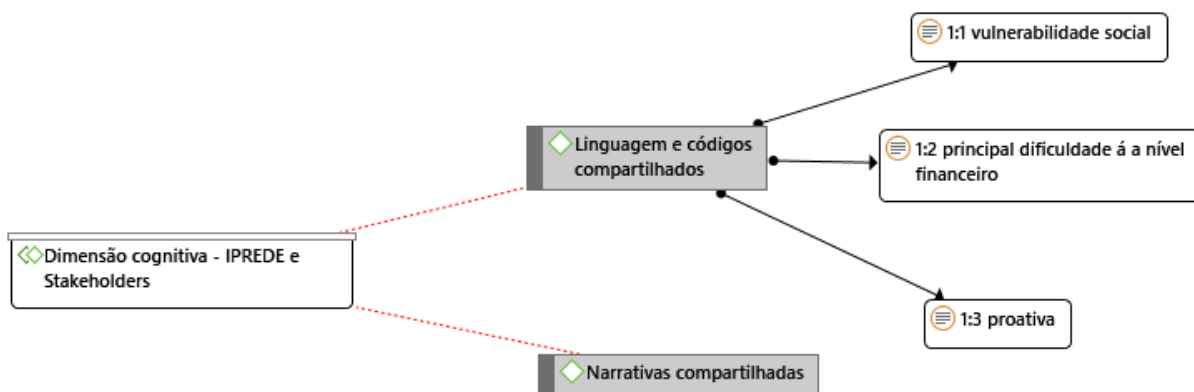 1:1 vulnerabilidade social
Linguagem e códigos
compartilhados
1:2 principal dificuldade á a nível
financeiro
Dimensão cognitiva - IPREDE e
Stakeholders
1:3 proativa
Narrativas compartilhadas